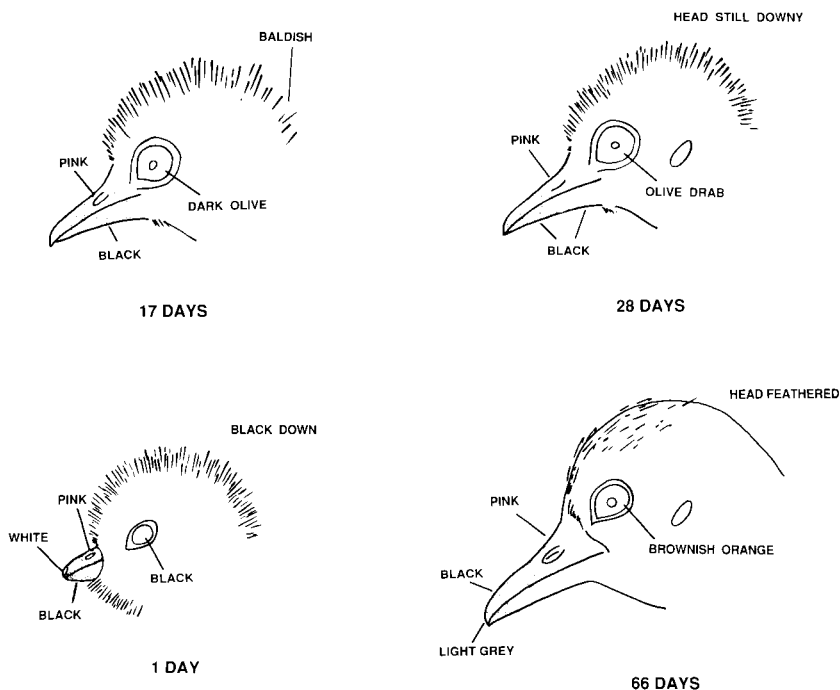 BALDISH
PINK
DARK OLIVE
BLACK
17 DAYS
HEAD STILL DOWNY
PINK
OLIVE DRAB
BLACK
28 DAYS
BLACK DOWN
PINK
WHITE
BLACK
BLACK
1 DAY
HEAD FEATHERED
PINK
BROWNISH ORANGE
BLACK
LIGHT GREY
66 DAYS